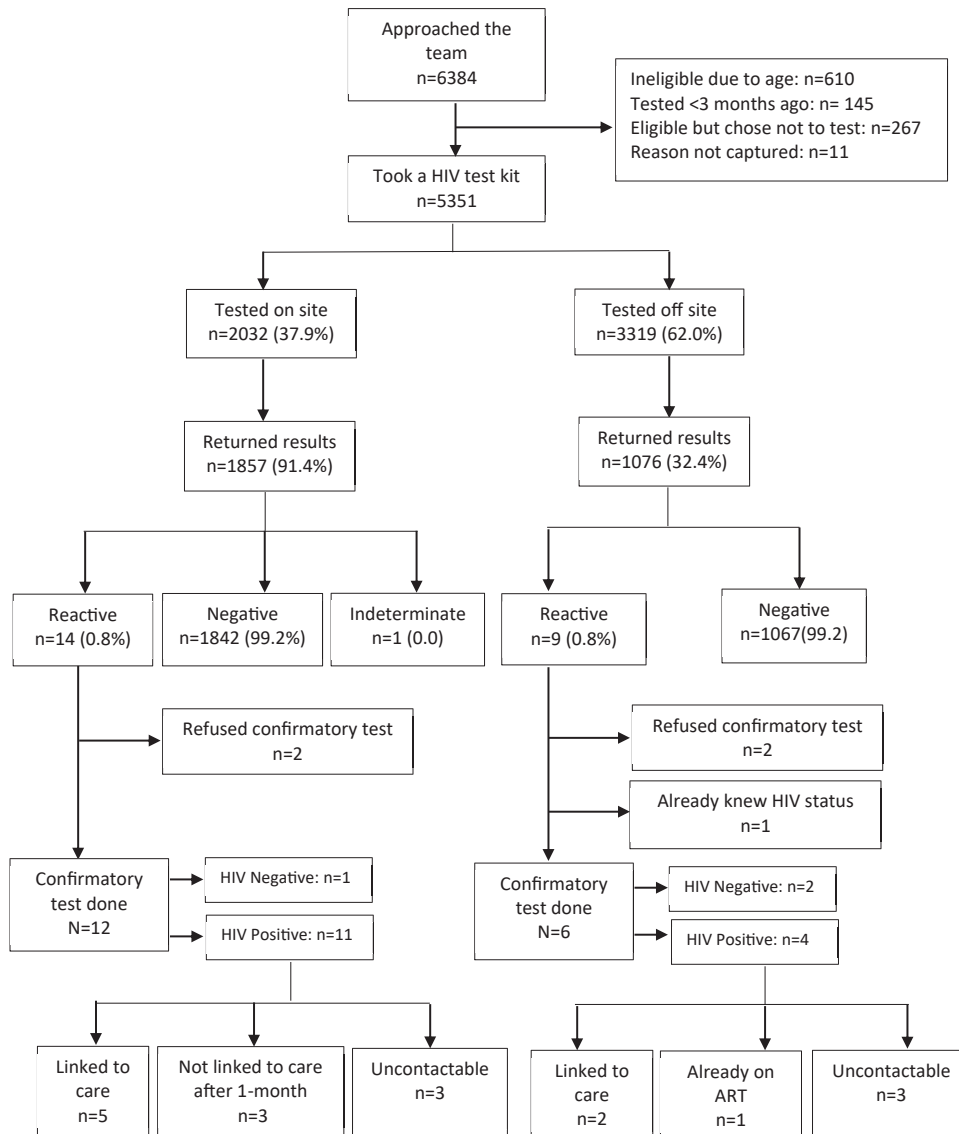 Approached the
team
n=6384
Ineligible due to age: n=610
Tested <3 months ago: n= 145
Eligible but chose not to test: n=267
Reason not captured: n=11
Took a HIV test kit
n=5351
Tested on site
n=2032 (37.9%)
Tested off site
n=3319 (62.0%)
Returned results
n=1857 (91.4%)
Returned results
n=1076 (32.4%)
Reactive
n=14 (0.8%)
Negative
n=1842 (99.2%)
Indeterminate
n=1 (0.0)
Reactive
n=9 (0.8%)
Negative
n=1067(99.2)
Refused confirmatory test
n=2
Refused confirmatory test
n=2
Already knew HIV status
n=1
Confirmatory
test done
N=12
HIV Negative: n=1
HIV Positive: n=11
Confirmatory
test done
N=6
HIV Negative: n=2
HIV Positive: n=4
Linked to
care
n=5
Not linked to care
after 1-month
n=3
Uncontactable
n=3
Linked to
care
n=2
Already on
ART
n=1
Uncontactable
n=3